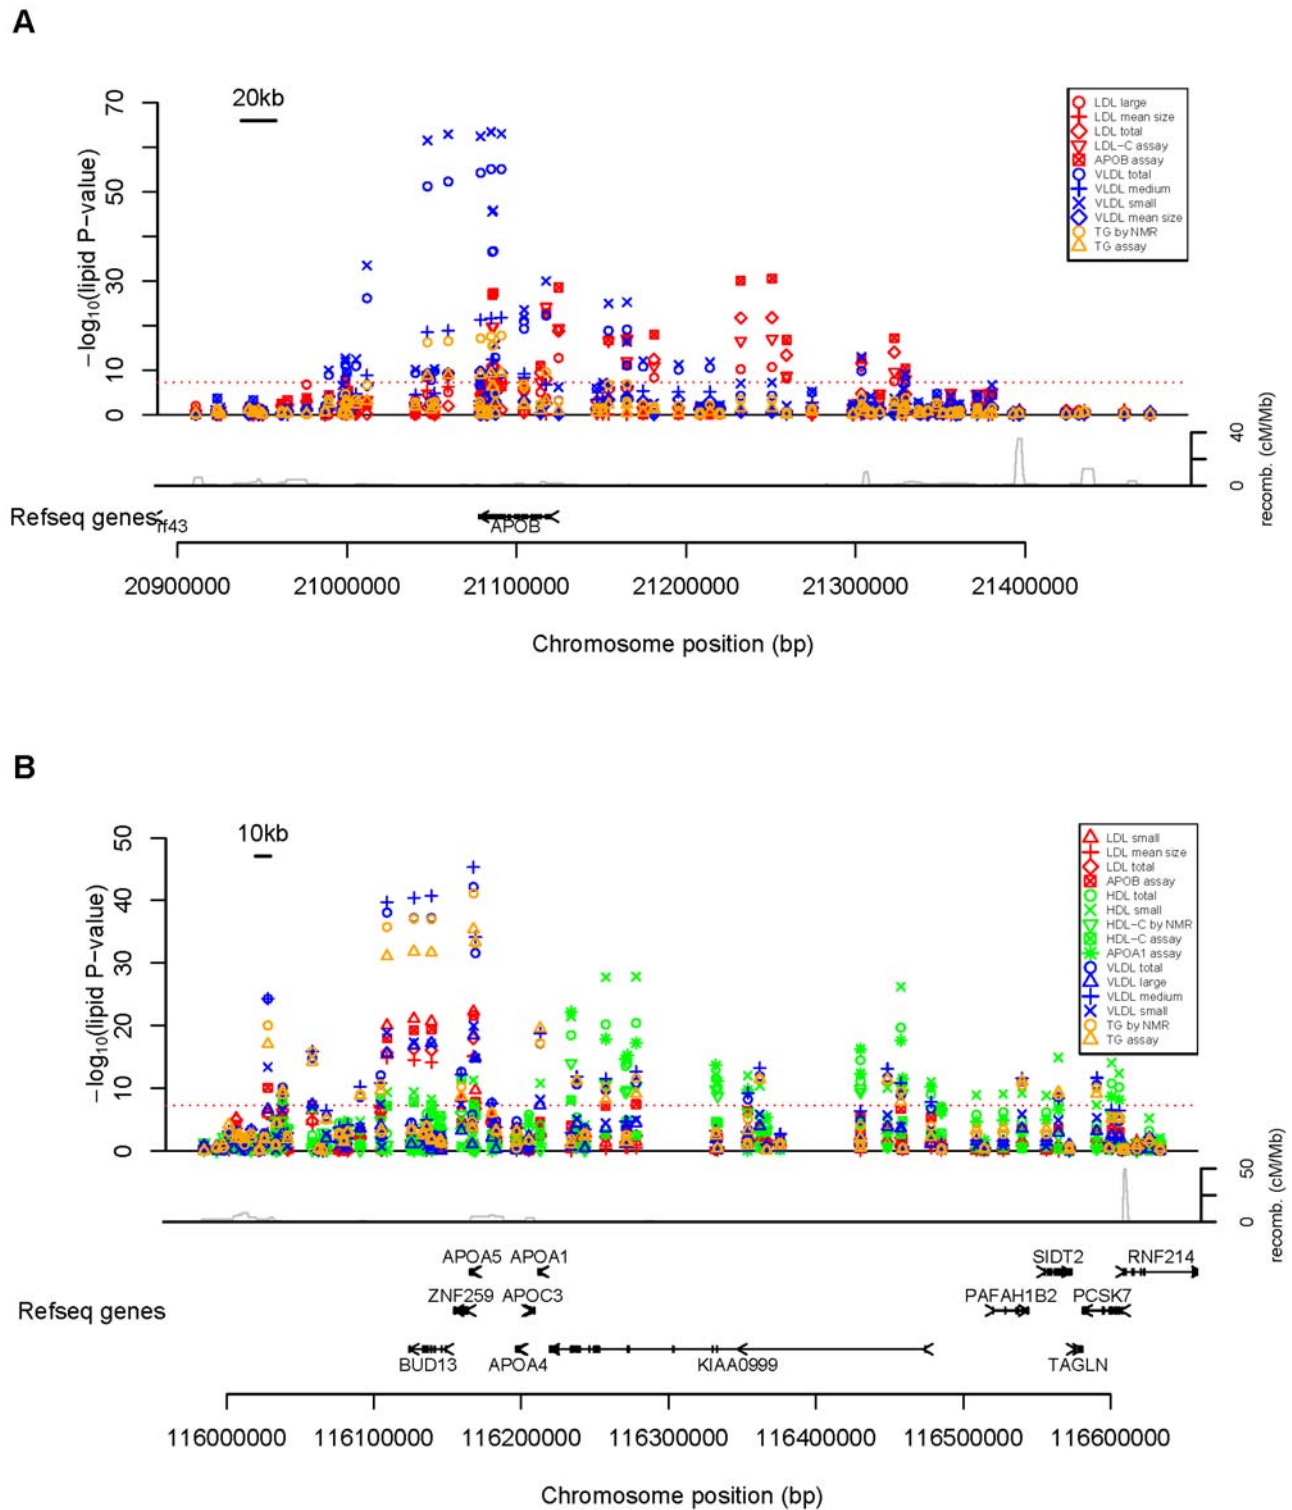 A
20kb
70
50
30
10
0
−log10(lipid P−value)
LDL large
LDL mean size
LDL total
LDL−C assay
APOB assay
VLDL total
VLDL medium
VLDL small
VLDL mean size
TG by NMR
TG assay
40
0
recomb. (cM/Mb)
Refseq genes
rf43
APOB
20900000 21000000 21100000 21200000 21300000 21400000
Chromosome position (bp)
B
10kb
50
40
30
20
10
0
−log10(lipid P−value)
LDL small
LDL mean size
LDL total
APOB assay
HDL total
HDL small
HDL−C by NMR
HDL−C assay
APOA1 assay
VLDL total
VLDL large
VLDL medium
VLDL small
TG by NMR
TG assay
50
0
recomb. (cM/Mb)
APOA5 APOA1 SIDT2 RNF214
ZNF259 APOC3 PAFAH1B2 PCSK7
Refseq genes
BUD13 APOA4 KIAA0999 TAGLN
116000000 116100000 116200000 116300000 116400000 116500000 116600000
Chromosome position (bp)